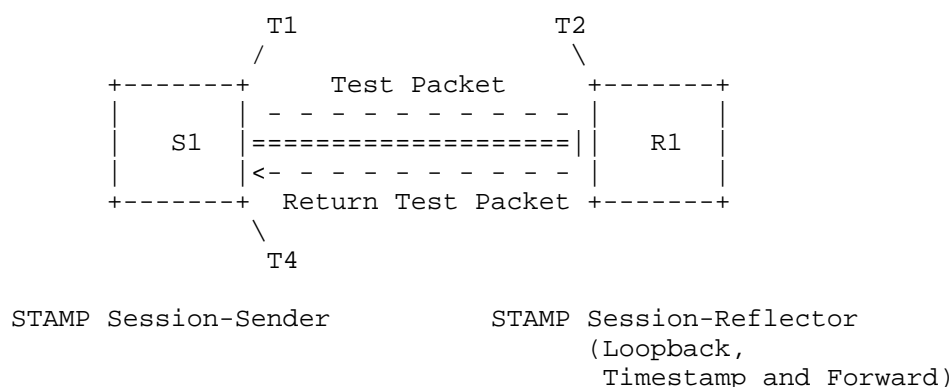 T1 T2
Test Packet
S1 R1
Return Test Packet
T4
STAMP Session-Sender STAMP Session-Reflector
(Loopback,
Timestamp and Forward)